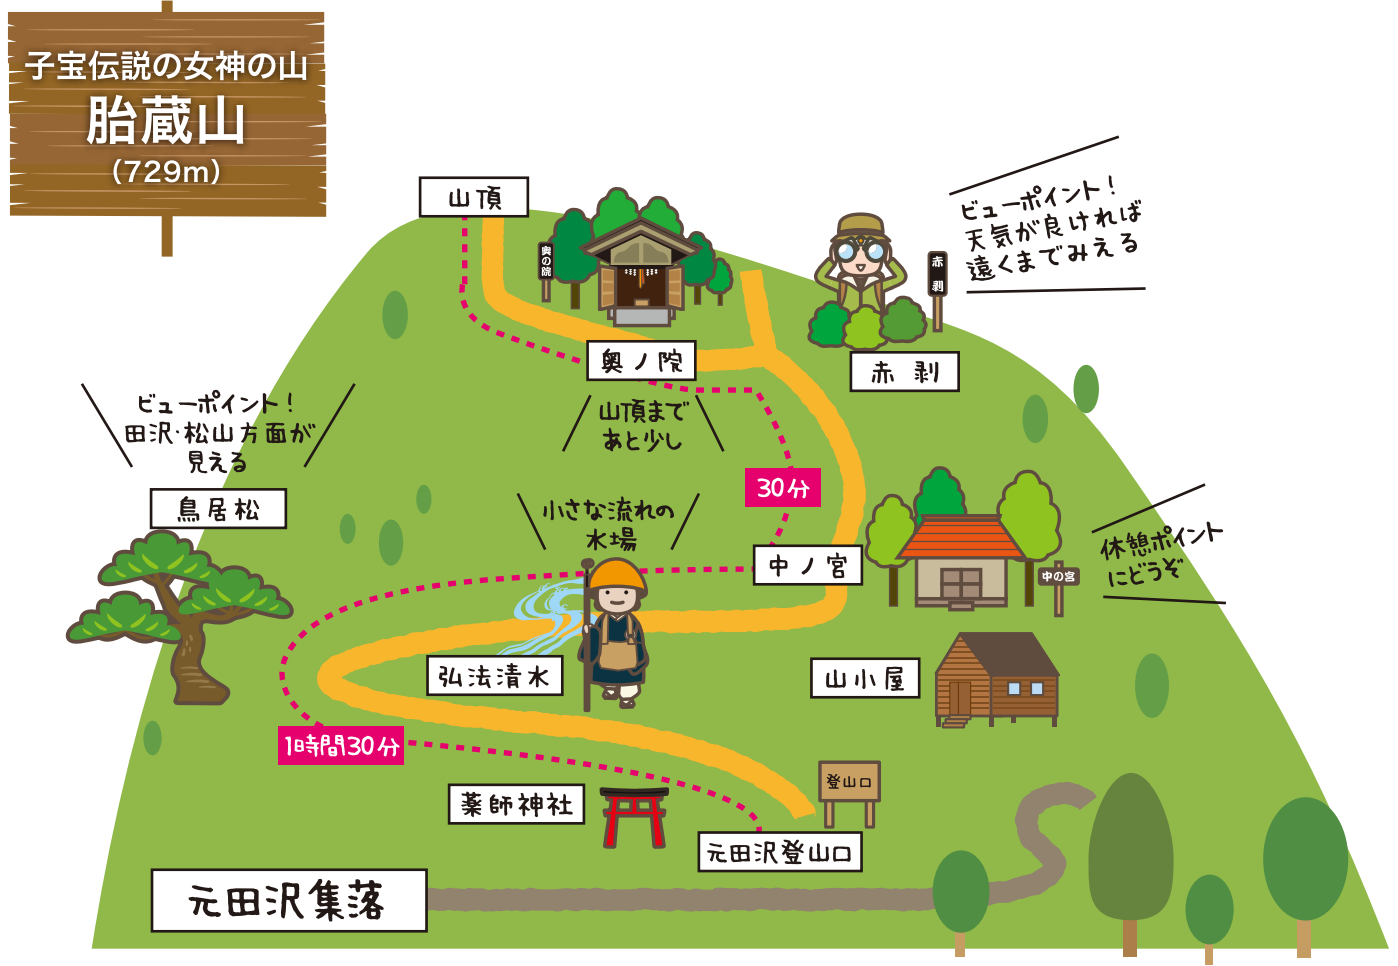 子宝伝説の女神の山
胎蔵山
(729m)
山頂
奥の院
奥ノ院
山頂まで
あと少し
ビューポイント！
天気が良ければ
遠くまでみえる
赤剥
赤剥
ビューポイント！
田沢・松山方面が
見える
鳥居松
30分
小さな流れの
水場
中ノ宮
中の宮
休憩ポイント
にどうぞ
弘法清水
山小屋
1時間30分
薬師神社
登山口
元田沢登山口
元田沢集落